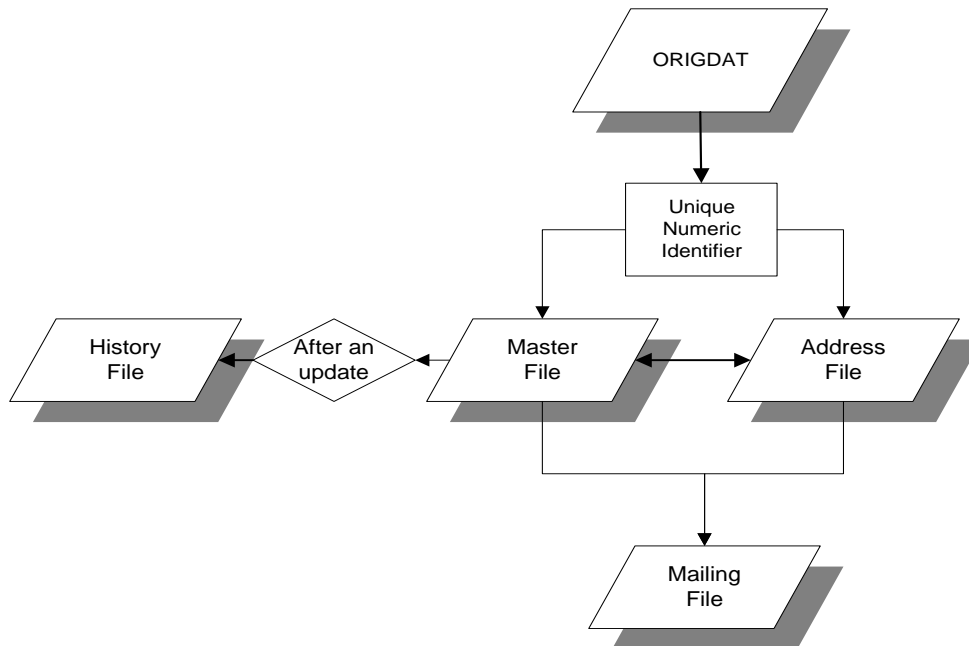 ORIGDAT
Unique
Numeric
Identifier
History
File
After an
update
Master
File
Address
File
Mailing
File